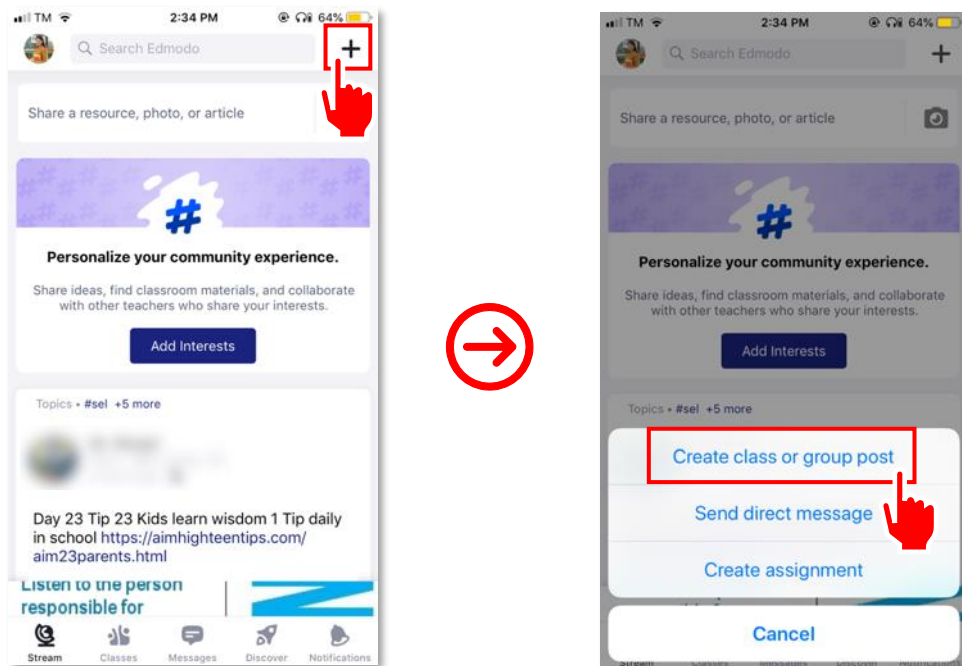 TM 2:34 PM 64%
Search Edmodo
Share a resource, photo, or article
#
Personalize your community experience.
Share ideas, find classroom materials, and collaborate
with other teachers who share your interests.
Add Interests
Topics • #sel +5 more
Day 23 Tip 23 Kids learn wisdom 1 Tip daily
in school https://aimhighteentips.com/
aim23parents.html
Listen to the person
responsible for
Stream Classes Messages Discover Notifications
TM 2:34 PM 64%
Search Edmodo
Share a resource, photo, or article
#
Personalize your community experience.
Share ideas, find classroom materials, and collaborate
with other teachers who share your interests.
Add Interests
Topics • #sel +5 more
Create class or group post
Send direct message
Create assignment
Cancel